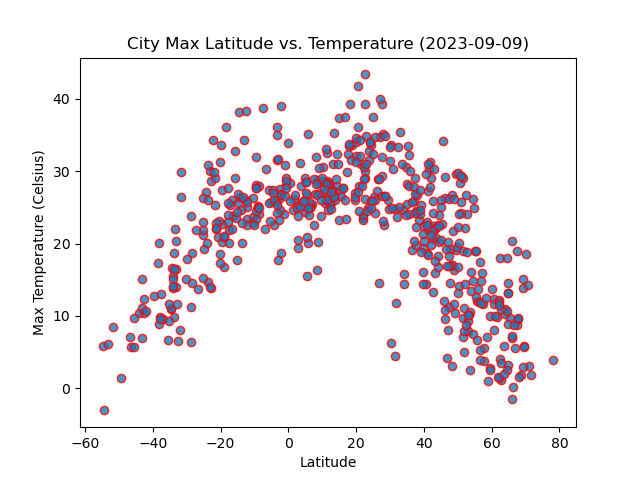 City Max Latitude vs. Temperature (2023-09-09)
Max Temperature (Celsius)
40
30
20
10
0
−60 −40 −20 0 20 40 60 80
Latitude